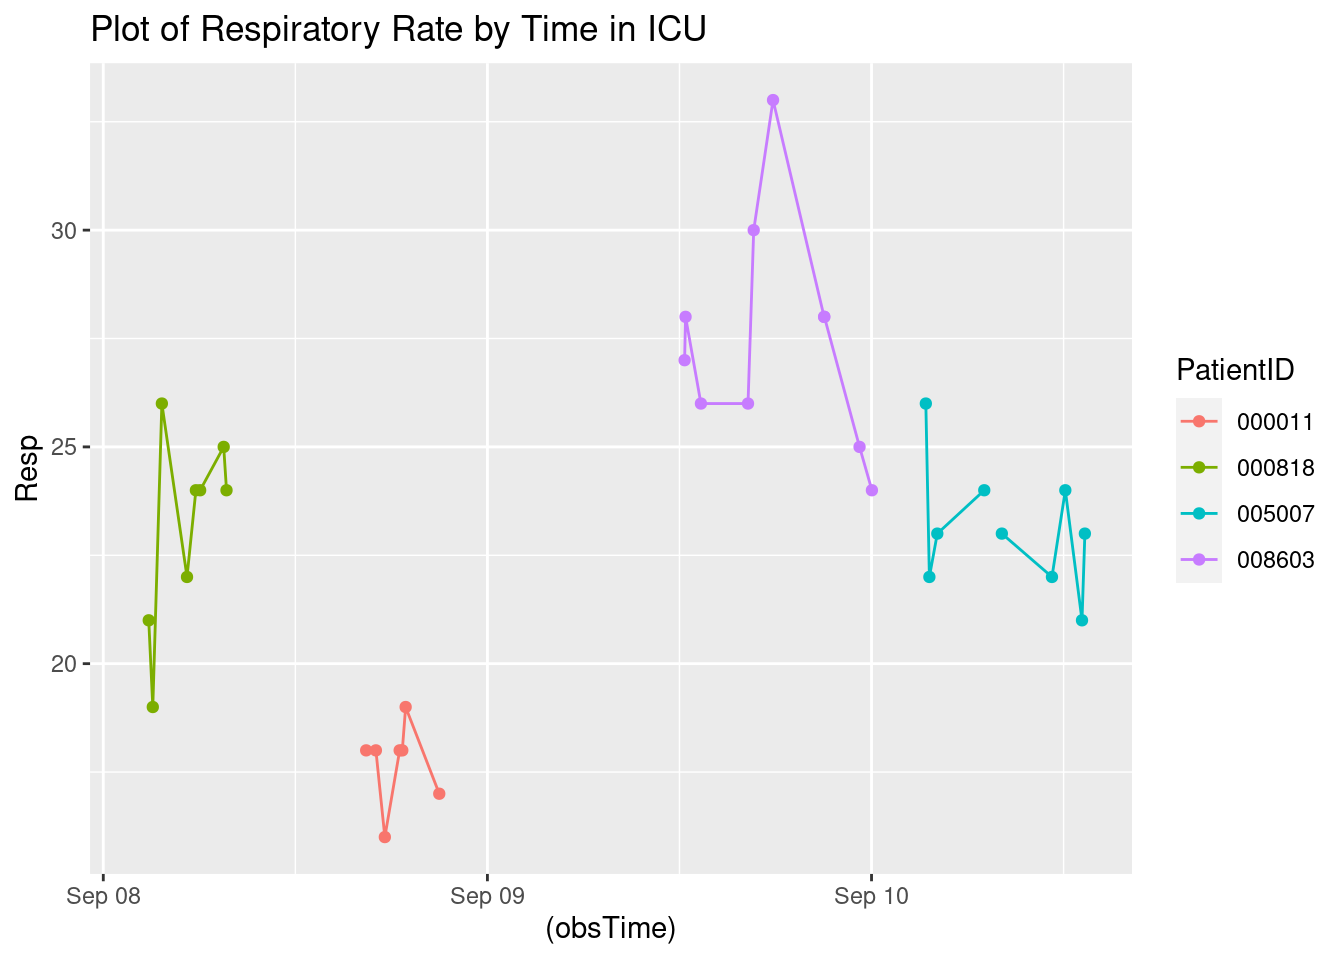 Plot of Respiratory Rate by Time in ICU
30
25
20
Resp
Sep 08
Sep 09
Sep 10
(obsTime)
PatientID
000011
000818
005007
008603